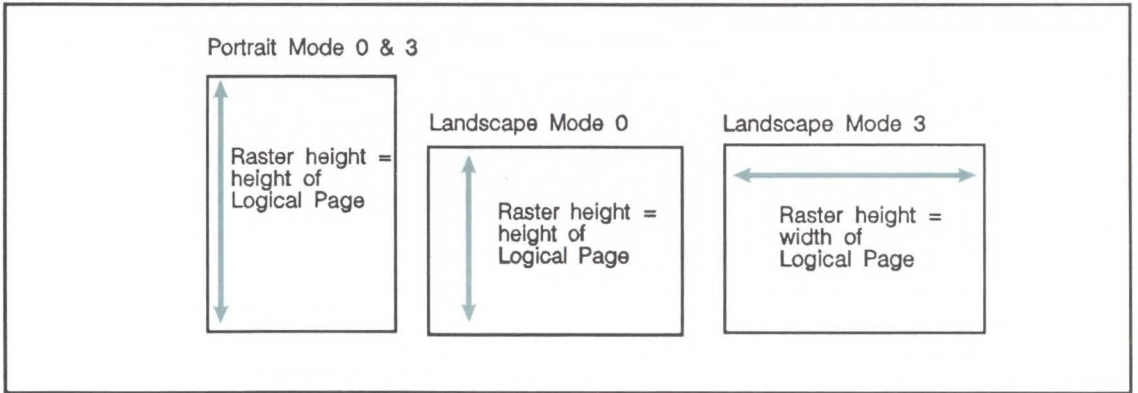 Portrait Mode 0 & 3
Raster height =
height of
Logical Page
Landscape Mode 0
Raster height =
height of
Logical Page
Landscape Mode 3
Raster height =
width of
Logical Page